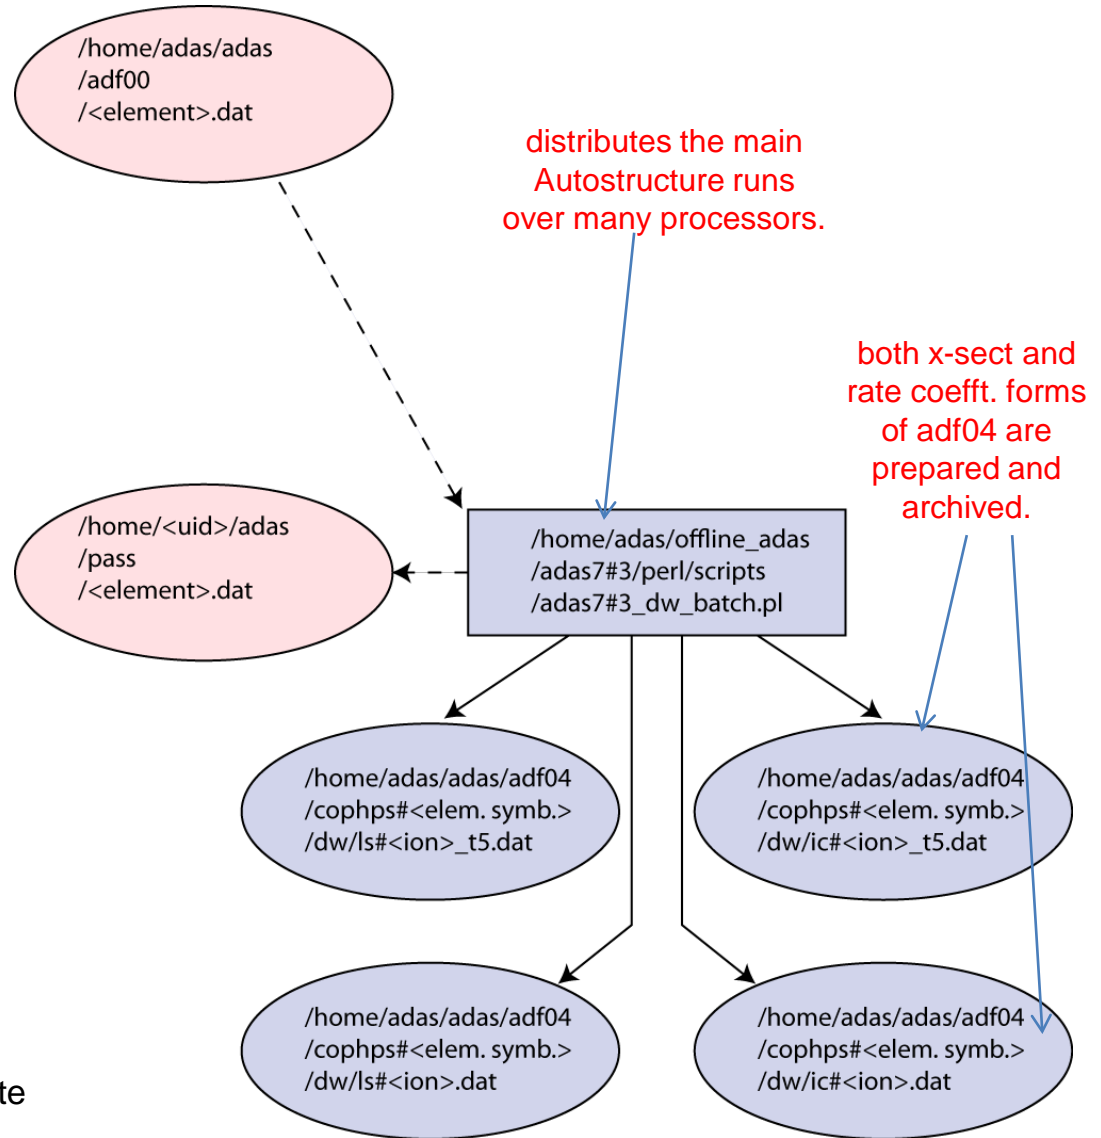 /home/adas/adas
/adf00
/<element>.dat
distributes the main
Autostructure runs
over many processors.
both x-sect and
rate coefft. forms
of adf04 are
prepared and
archived.
/home/<uid>/adas
/pass
/<element>.dat
/home/adas/offline_adas
/adas7#3/perl/scripts
/adas7#3_dw_batch.pl
/home/adas/adas/adf04
/cophps#<elem. symb.>
/dw/ls#<ion>_t5.dat
/home/adas/adas/adf04
/cophps#<elem. symb.>
/dw/ic#<ion>_t5.dat
/home/adas/adas/adf04
/cophps#<elem. symb.>
/dw/ls#<ion>.dat
/home/adas/adas/adf04
/cophps#<elem. symb.>
/dw/ic#<ion>.dat
te